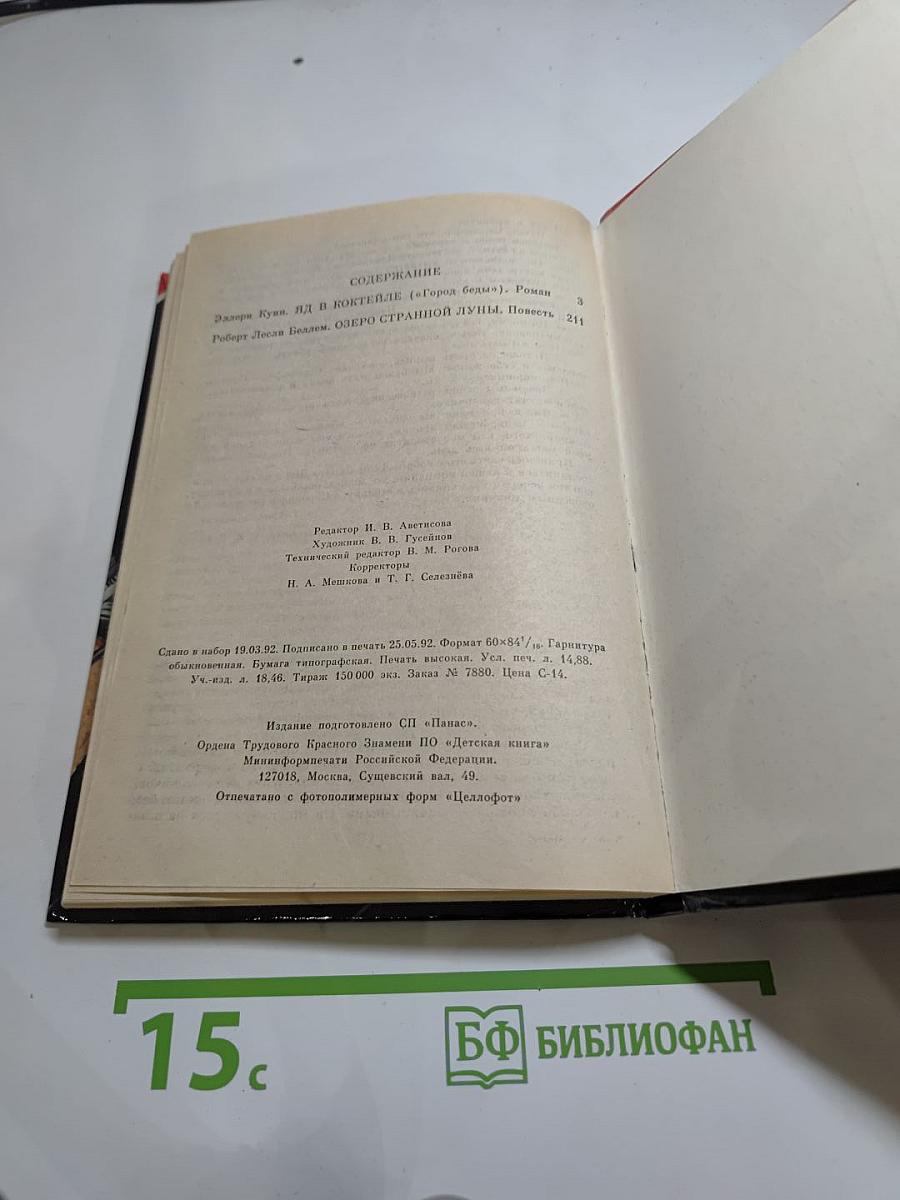 СОДЕРЖАНИЕ
Эллери Куин. ЯД В КОКТЕЙЛЕ («Город беды»). Роман 3
Роберт Лесли Беллем. ОЗЕРО СТРАННОЙ ЛУНЫ. Повесть 211
Редактор И. В. Аветисова
Художник В. В. Гусейнов
Технический редактор В. М. Рогова
Корректоры
Н. А. Мешкова и Т. Г. Селезнёва
Сдано в набор 19.03.92. Подписано в печать 25.05.92. Формат 60×84¹/₁₆. Гарнитура
обыкновенная. Бумага типографская. Печать высокая. Усл. печ. л. 14,88.
Уч.-изд. л. 18,46. Тираж 150 000 экз. Заказ № 7880. Цена С-14.
Издание подготовлено СП «Панас».
Ордена Трудового Красного Знамени ПО «Детская книга»
Мининформпечати Российской Федерации.
127018, Москва, Сущевский вал, 49.
Отпечатано с фотополимерных форм «Целлофот»
15 с
БФ БИБЛИОФАН